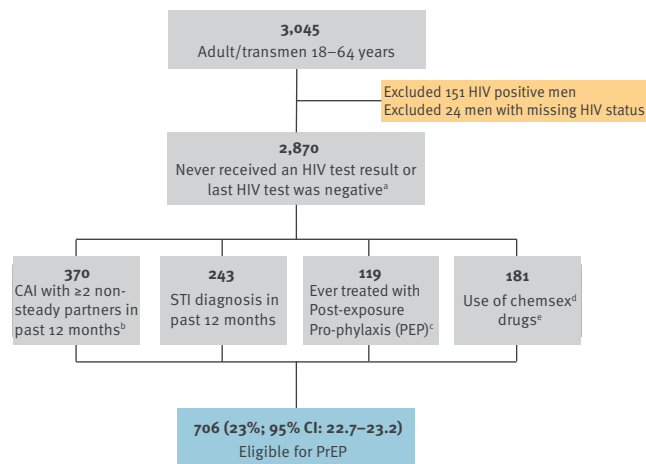 3,045
Adult/transmen 18–64 years
Excluded 151 HIV positive men
Excluded 24 men with missing HIV status
2,870
Never received an HIV test result or
last HIV test was negativeᵃ
370
CAI with ≥2 non-
steady partners in
past 12 monthsᵇ
243
STI diagnosis in
past 12 months
119
Ever treated with
Post-exposure
Pro-phylaxis (PEP)ᶜ
181
Use of chemsexᵈ
drugsᵉ
706 (23%; 95% CI: 22.7–23.2)
Eligible for PrEP